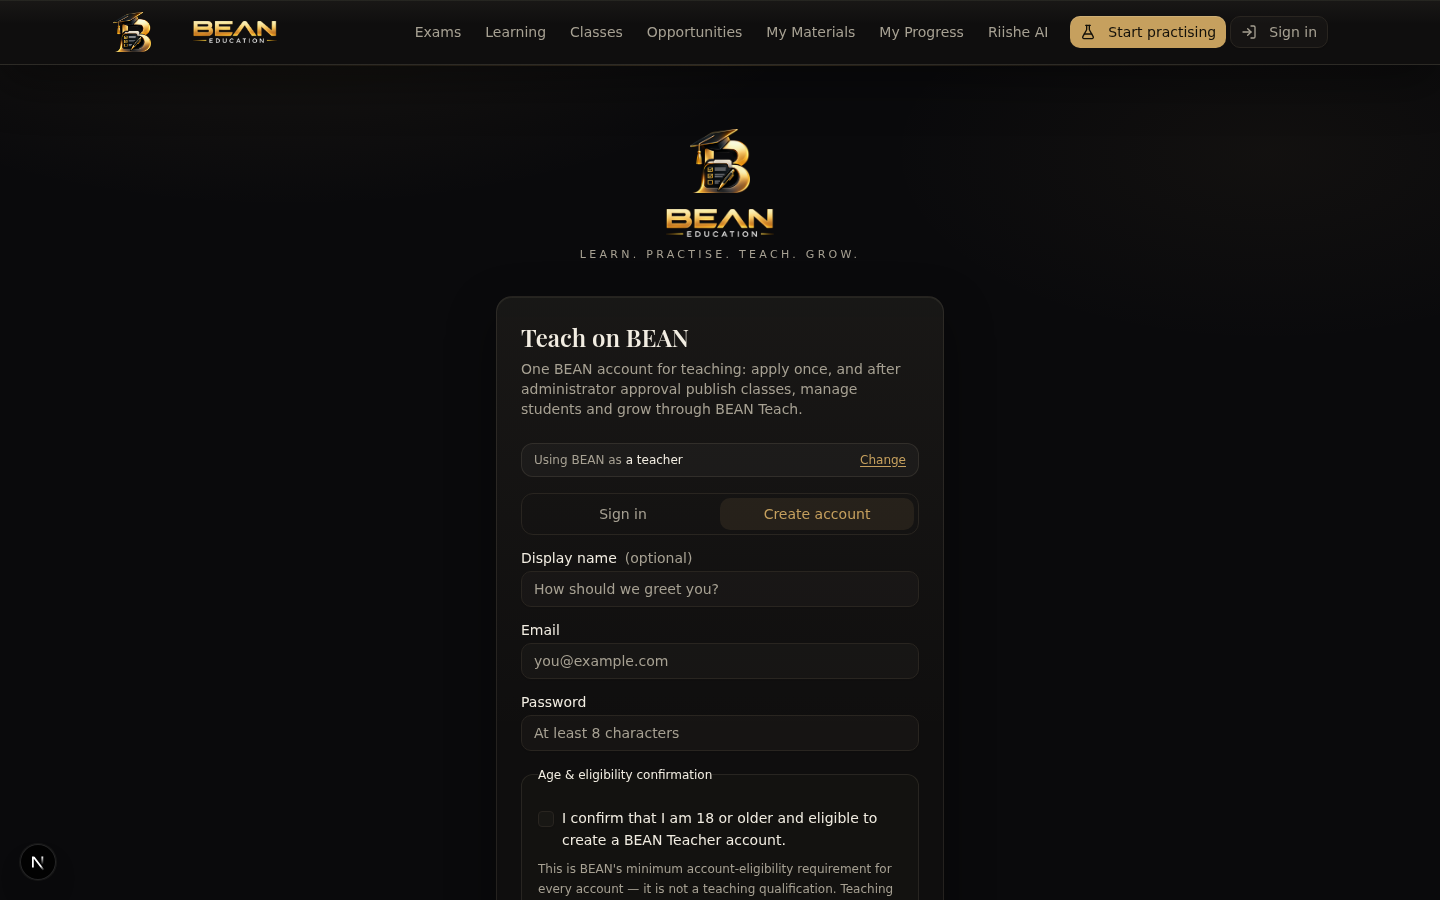 BEAN
EDUCATION
Exams
Learning
Classes
Opportunities
My Materials
My Progress
Riishe AI
Start practising
Sign in
BEAN
EDUCATION
LEARN. PRACTISE. TEACH. GROW.
Teach on BEAN
One BEAN account for teaching: apply once, and after
administrator approval publish classes, manage
students and grow through BEAN Teach.
Using BEAN as a teacher
Change
Sign in
Create account
Display name (optional)
How should we greet you?
Email
you@example.com
Password
At least 8 characters
Age & eligibility confirmation
I confirm that I am 18 or older and eligible to
create a BEAN Teacher account.
This is BEAN's minimum account-eligibility requirement for
every account — it is not a teaching qualification. Teaching